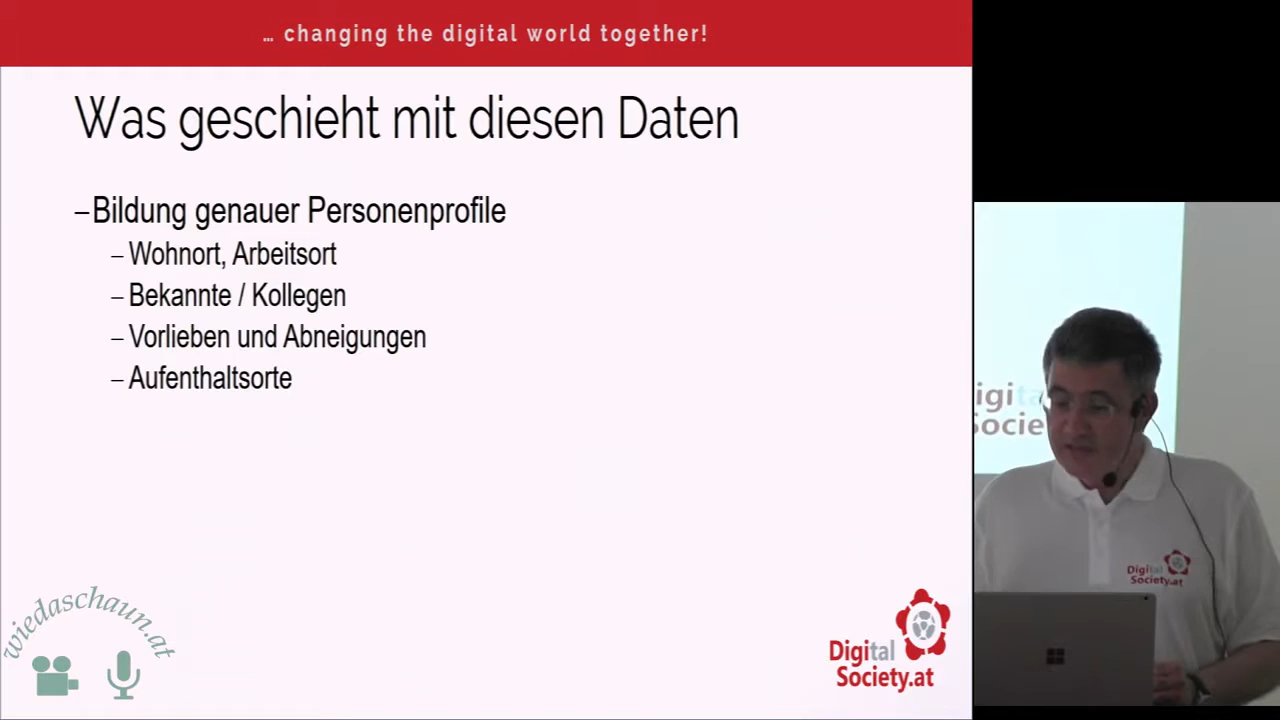 … changing the digital world together!
Was geschieht mit diesen Daten
–Bildung genauer Personenprofile
– Wohnort, Arbeitsort
– Bekannte / Kollegen
– Vorlieben und Abneigungen
– Aufenthaltsorte
wiedaschaun.at
Digital
Society.at
Digital
Society.at